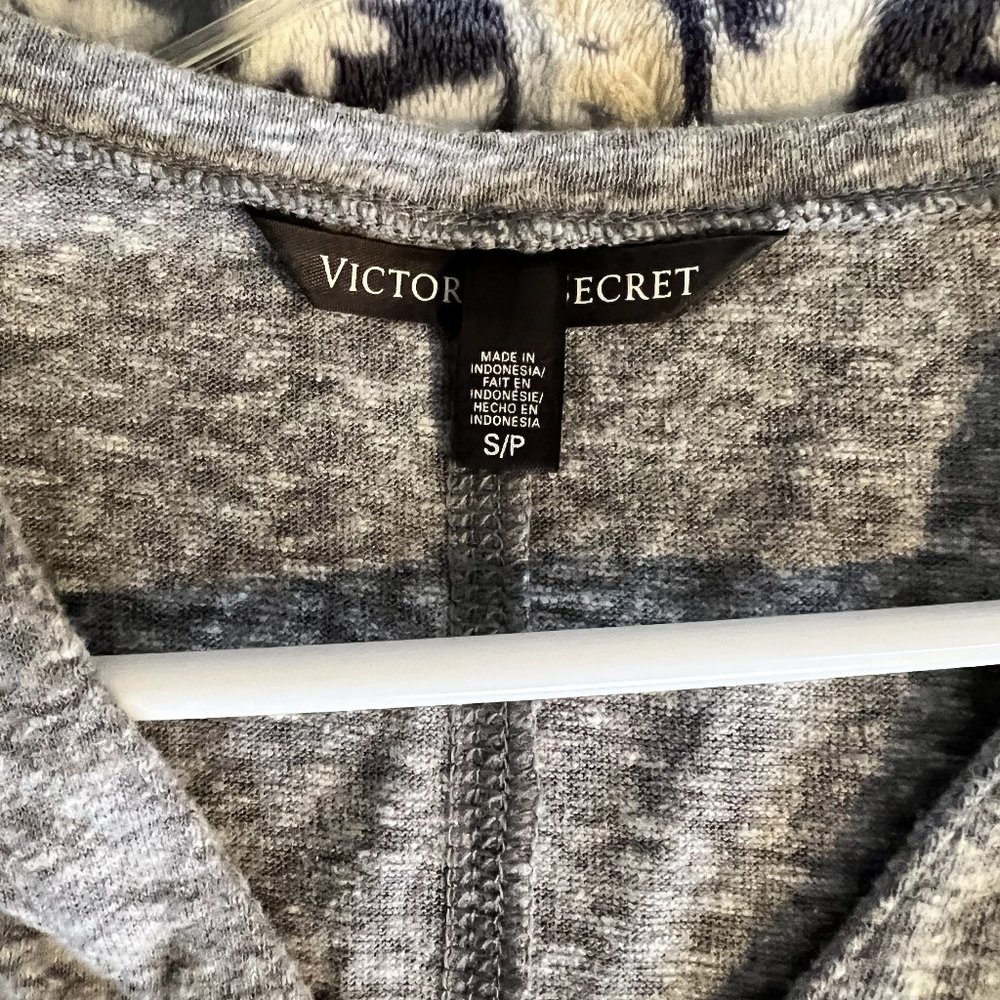 VICTOR SECRET
MADE IN
INDONESIA/
FAIT EN
INDONÉSIE/
HECHO EN
INDONESIA
S/P